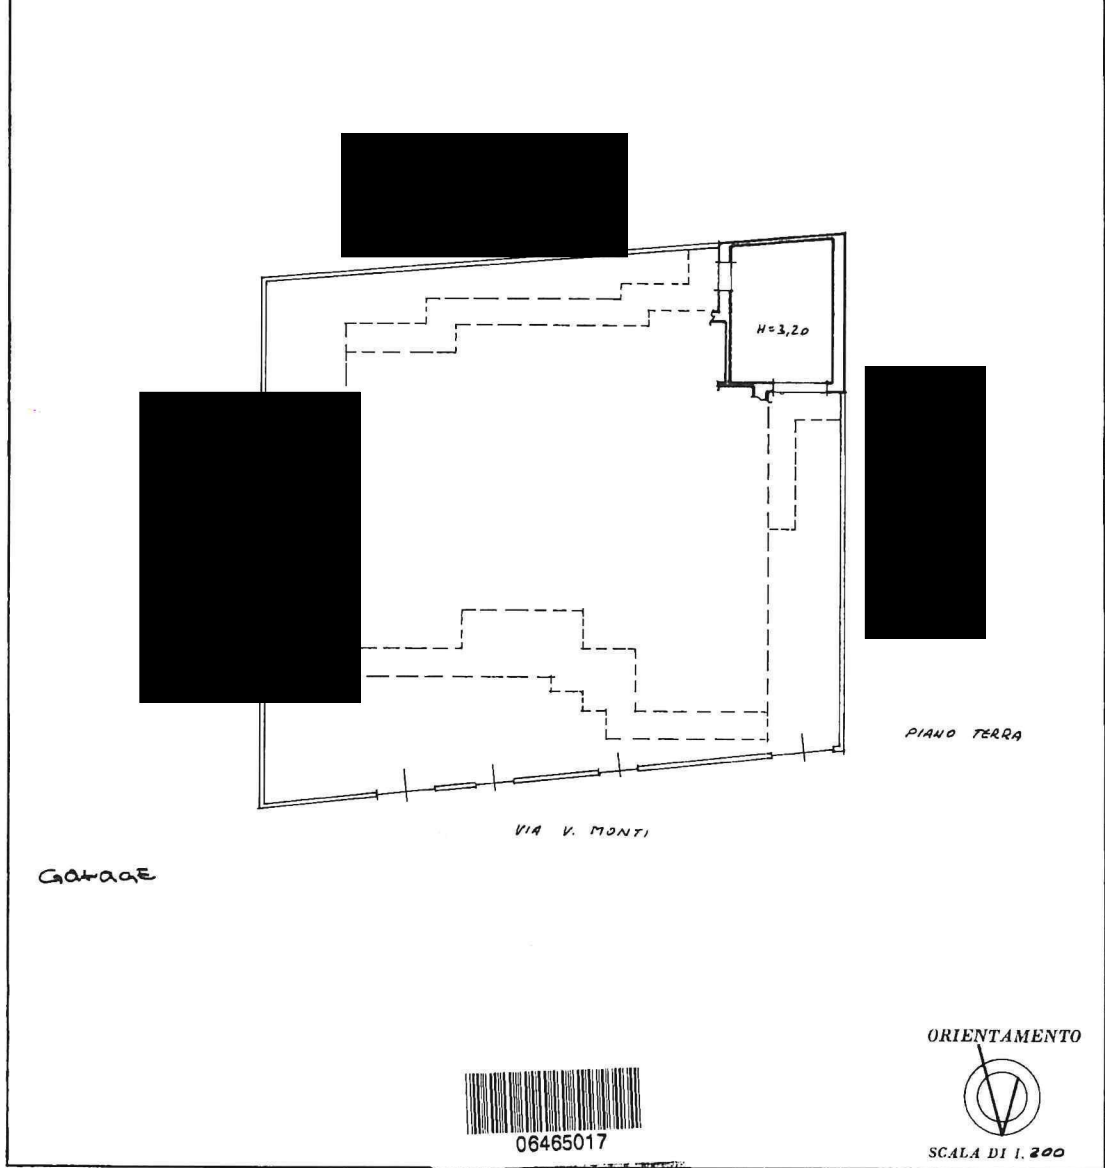 H=3,20
PIANO TERRA
VIA V. MONTI
GaraGE
ORIENTAMENTO
06465017
SCALA DI 1. 200